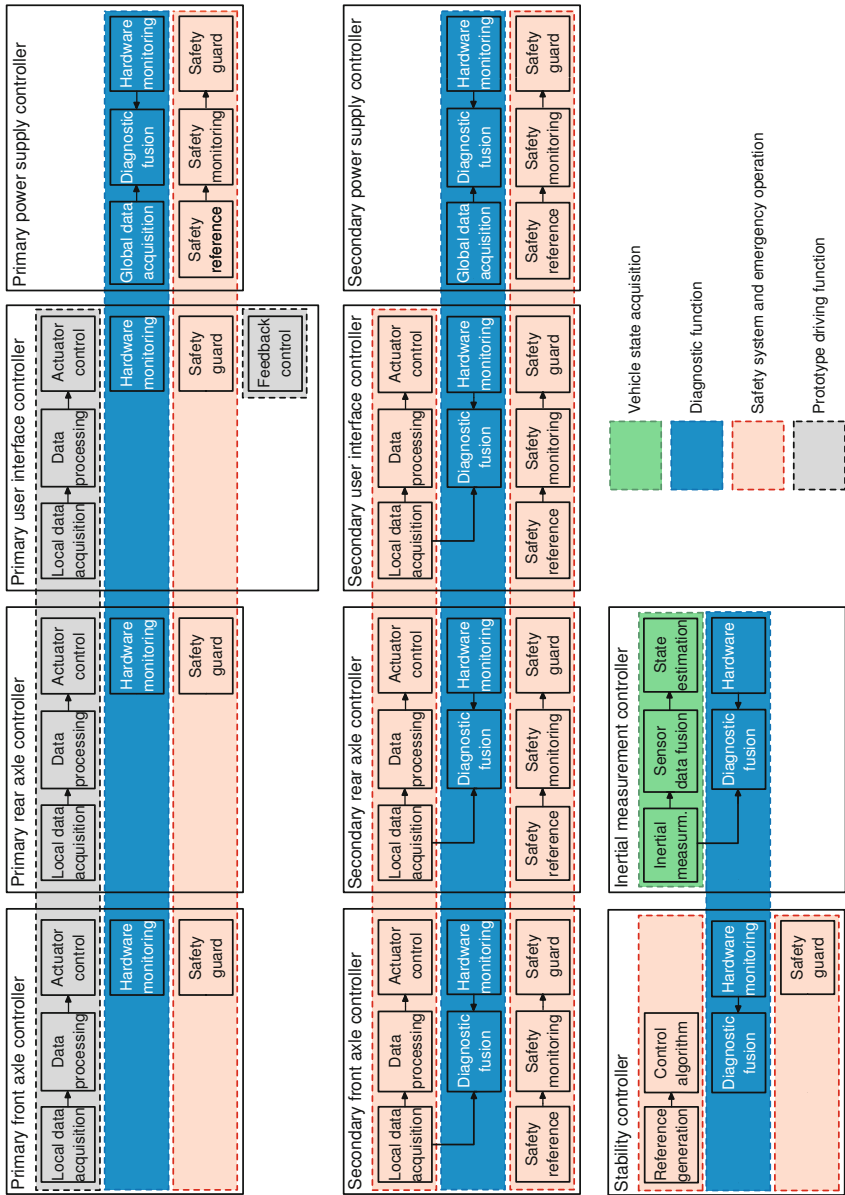 Primary front axle controller
Local data
acquisition
Data
processing
Actuator
control
Hardware
monitoring
Safety
guard
Primary rear axle controller
Local data
acquisition
Data
processing
Actuator
control
Hardware
monitoring
Safety
guard
Primary user interface controller
Local data
acquisition
Data
processing
Actuator
control
Hardware
monitoring
Safety
guard
Feedback
control
Primary power supply controller
Global data
acquisition
Diagnostic
fusion
Hardware
monitoring
Safety
reference
Safety
monitoring
Safety
guard
Secondary front axle controller
Local data
acquisition
Data
processing
Actuator
control
Diagnostic
fusion
Hardware
monitoring
Safety
reference
Safety
monitoring
Safety
guard
Secondary rear axle controller
Local data
acquisition
Data
processing
Actuator
control
Diagnostic
fusion
Hardware
monitoring
Safety
reference
Safety
monitoring
Safety
guard
Secondary user interface controller
Local data
acquisition
Data
processing
Actuator
control
Diagnostic
fusion
Hardware
monitoring
Safety
reference
Safety
monitoring
Safety
guard
Secondary power supply controller
Global data
acquisition
Diagnostic
fusion
Hardware
monitoring
Safety
reference
Safety
monitoring
Safety
guard
Stability controller
Reference
generation
Control
algorithm
Diagnostic
fusion
Hardware
monitoring
Safety
guard
Inertial measurement controller
Inertial
measurm.
Sensor
data fusion
State
estimation
Diagnostic
fusion
Hardware
Vehicle state acquisition
Diagnostic function
Safety system and emergency operation
Prototype driving function